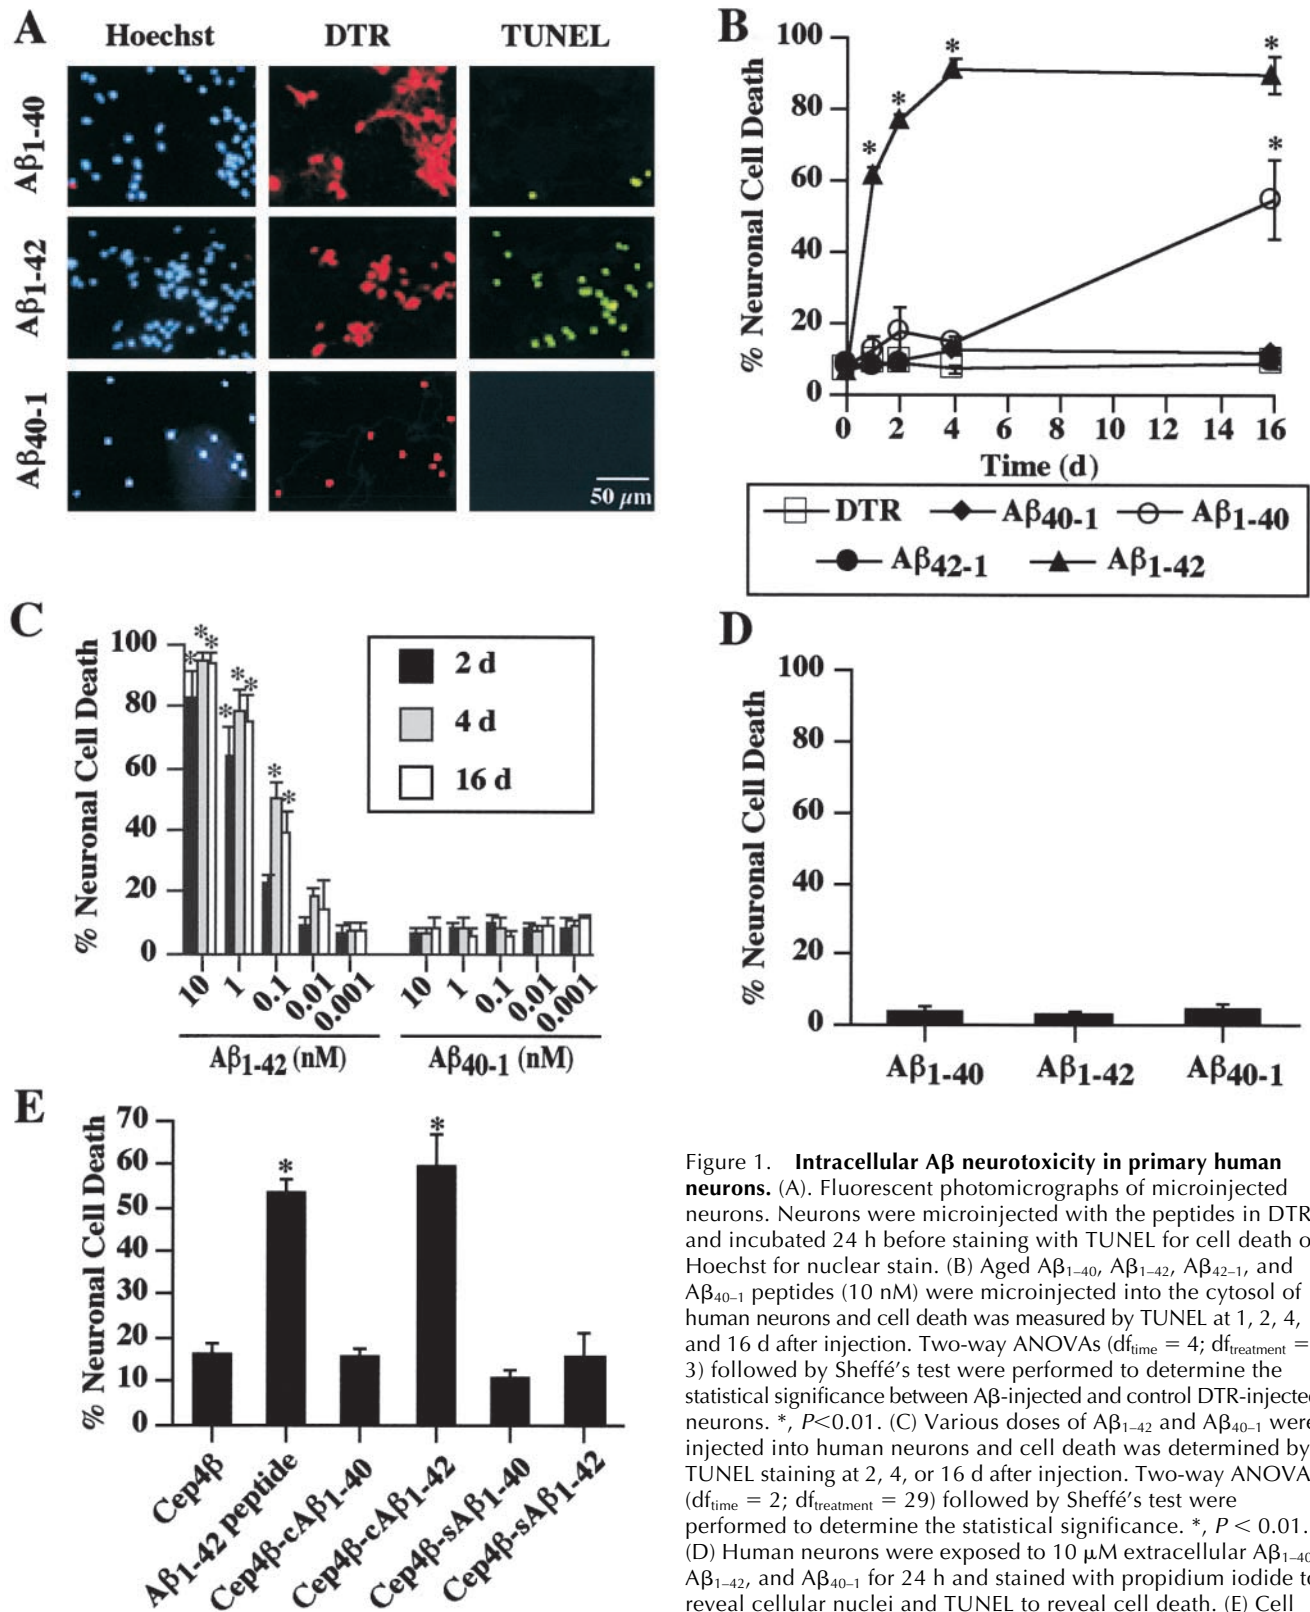 A
Hoechst DTR TUNEL
Aβ1-40
Aβ1-42
Aβ40-1
50 μm
B
% Neuronal Cell Death
100
80
60
40
20
0
* * * * *
0 2 4 6 8 10 12 14 16
Time (d)
DTR Aβ40-1 Aβ1-40
Aβ42-1 Aβ1-42
C
% Neuronal Cell Death
100
80
60
40
20
0
* * * * * * * *
2 d
4 d
16 d
10 1 0.1 0.01 0.001 10 1 0.1 0.01 0.001
Aβ1-42 (nM) Aβ40-1 (nM)
D
% Neuronal Cell Death
100
80
60
40
20
0
Aβ1-40 Aβ1-42 Aβ40-1
E
% Neuronal Cell Death
70
60
50
40
30
20
10
0
* *
Cep4β
Aβ1-42 peptide
Cep4β-cAβ1-40
Cep4β-cAβ1-42
Cep4β-sAβ1-40
Cep4β-sAβ1-42
Figure 1. Intracellular Aβ neurotoxicity in primary human
neurons. (A). Fluorescent photomicrographs of microinjected
neurons. Neurons were microinjected with the peptides in DTR
and incubated 24 h before staining with TUNEL for cell death
Hoechst for nuclear stain. (B) Aged Aβ1–40, Aβ1–42, Aβ42–1, and
Aβ40–1 peptides (10 nM) were microinjected into the cytosol of
human neurons and cell death was measured by TUNEL at 1, 2, 4,
and 16 d after injection. Two-way ANOVAs (dftime = 4; dftreatment =
3) followed by Sheffé's test were performed to determine the
statistical significance between Aβ-injected and control DTR-injected
neurons. *, P<0.01. (C) Various doses of Aβ1–42 and Aβ40–1 were
injected into human neurons and cell death was determined by
TUNEL staining at 2, 4, or 16 d after injection. Two-way ANOVA
(dftime = 2; dftreatment = 29) followed by Sheffé's test were
performed to determine the statistical significance. *, P < 0.01.
(D) Human neurons were exposed to 10 μM extracellular Aβ1–40
Aβ1–42, and Aβ40–1 for 24 h and stained with propidium iodide to
reveal cellular nuclei and TUNEL to reveal cell death. (E) Cell